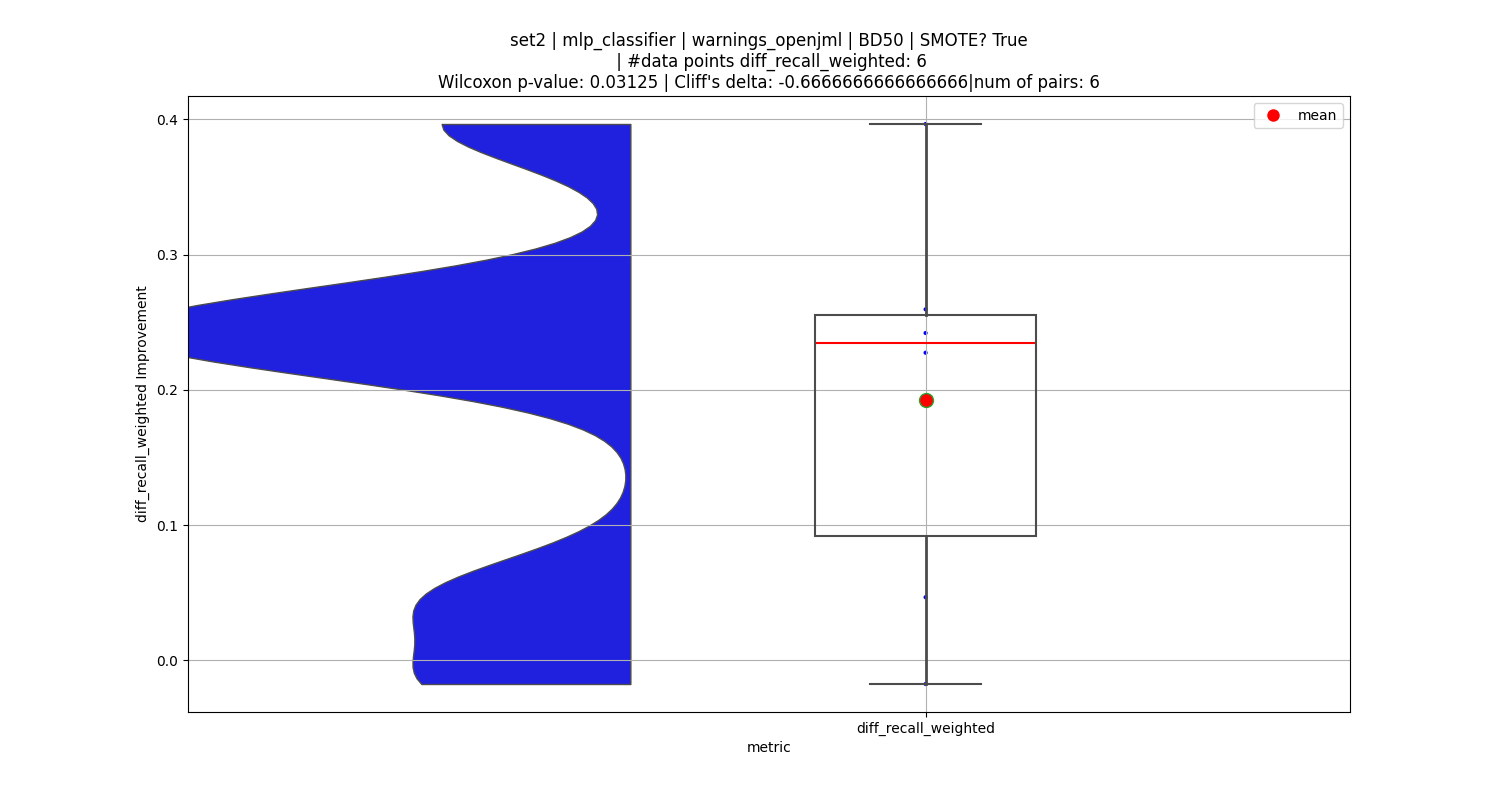 set2 | mlp_classifier | warnings_openjml | BD50 | SMOTE? True
| #data points diff_recall_weighted: 6
Wilcoxon p-value: 0.03125 | Cliff's delta: -0.6666666666666666|num of pairs: 6
mean
0.4
0.3
0.2
0.1
0.0
diff_recall_weighted Improvement
diff_recall_weighted
metric